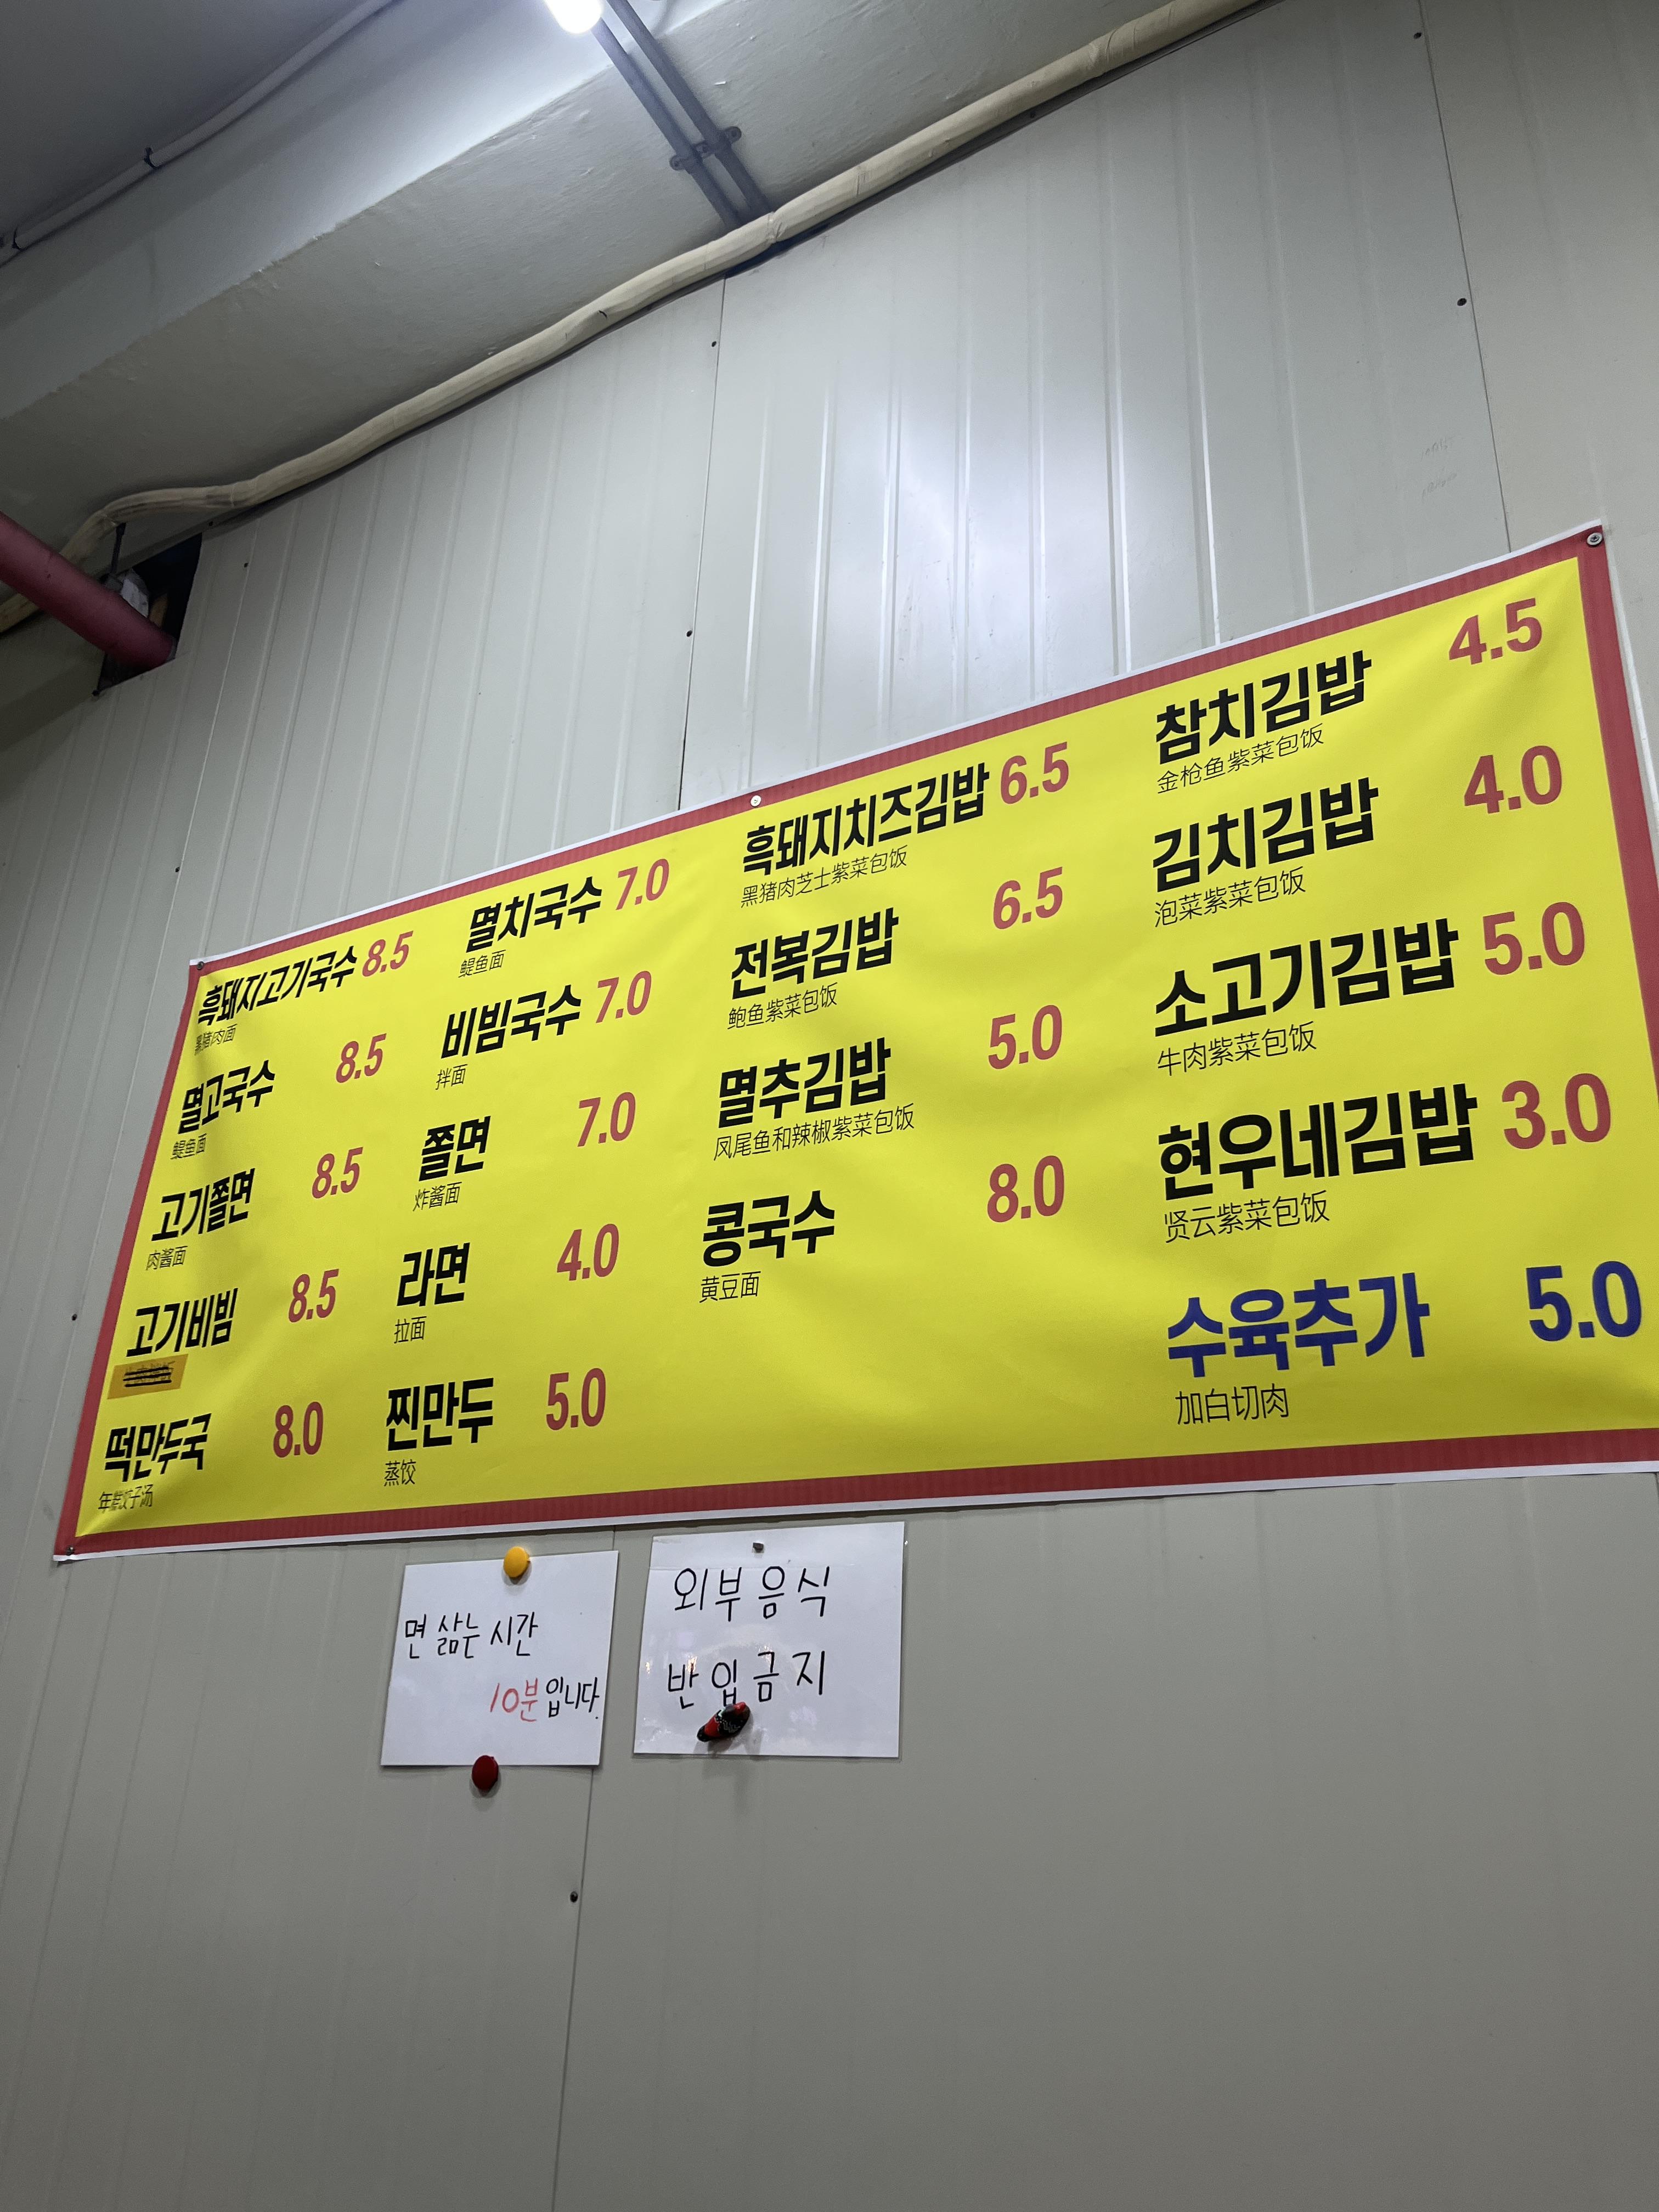 흑돼지고기국수 8.5
黑猪肉面
멸고국수 8.5
鳀鱼面
고기쫄면 8.5
肉酱面
고기비빔 8.5
떡만두국 8.0
年糕饺子汤
멸치국수 7.0
鳀鱼面
비빔국수 7.0
拌面
쫄면 7.0
炸酱面
라면 4.0
拉面
찐만두 5.0
蒸饺
흑돼지치즈김밥 6.5
黑猪肉芝士紫菜包饭
전복김밥 6.5
鲍鱼紫菜包饭
멸추김밥 5.0
凤尾鱼和辣椒紫菜包饭
콩국수 8.0
黄豆面
참치김밥 4.5
金枪鱼紫菜包饭
김치김밥 4.0
泡菜紫菜包饭
소고기김밥 5.0
牛肉紫菜包饭
현우네김밥 3.0
贤云紫菜包饭
수육추가 5.0
加白切肉
면 삶는 시간
10분입니다.
외부음식
반입금지